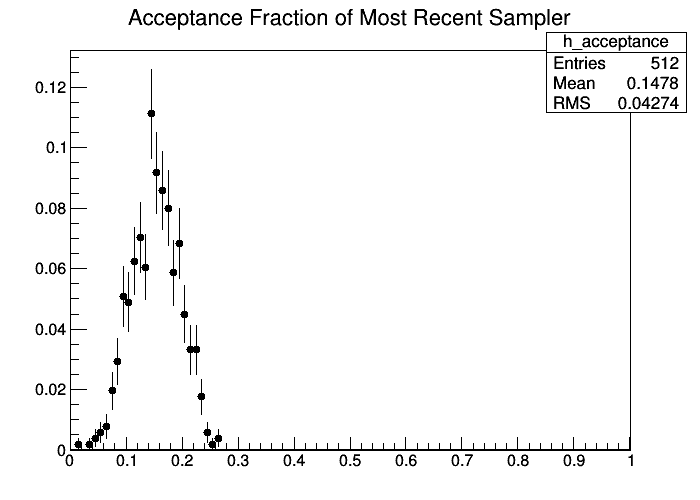 Acceptance Fraction of Most Recent Sampler
h_acceptance
Entries 512
Mean 0.1478
RMS 0.04274
0.12
0.1
0.08
0.06
0.04
0.02
0
0 0.1 0.2 0.3 0.4 0.5 0.6 0.7 0.8 0.9 1